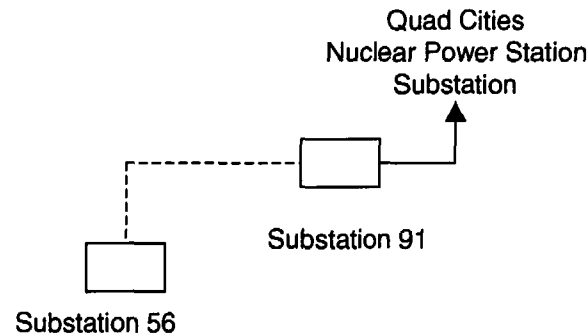 Quad Cities
Nuclear Power Station
Substation
Substation 91
Substation 56